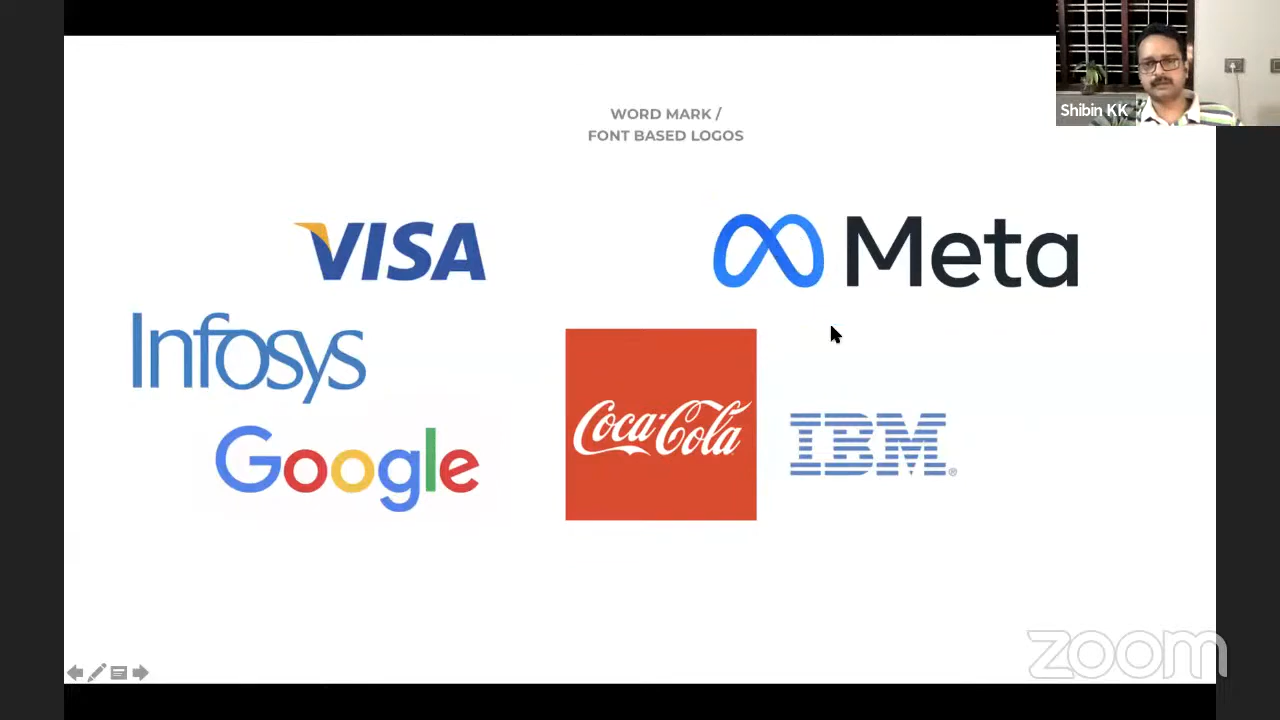 Shibin KK
WORD MARK /
FONT BASED LOGOS
VISA
Meta
Infosys
Coca-Cola
Google
IBM®
zoom